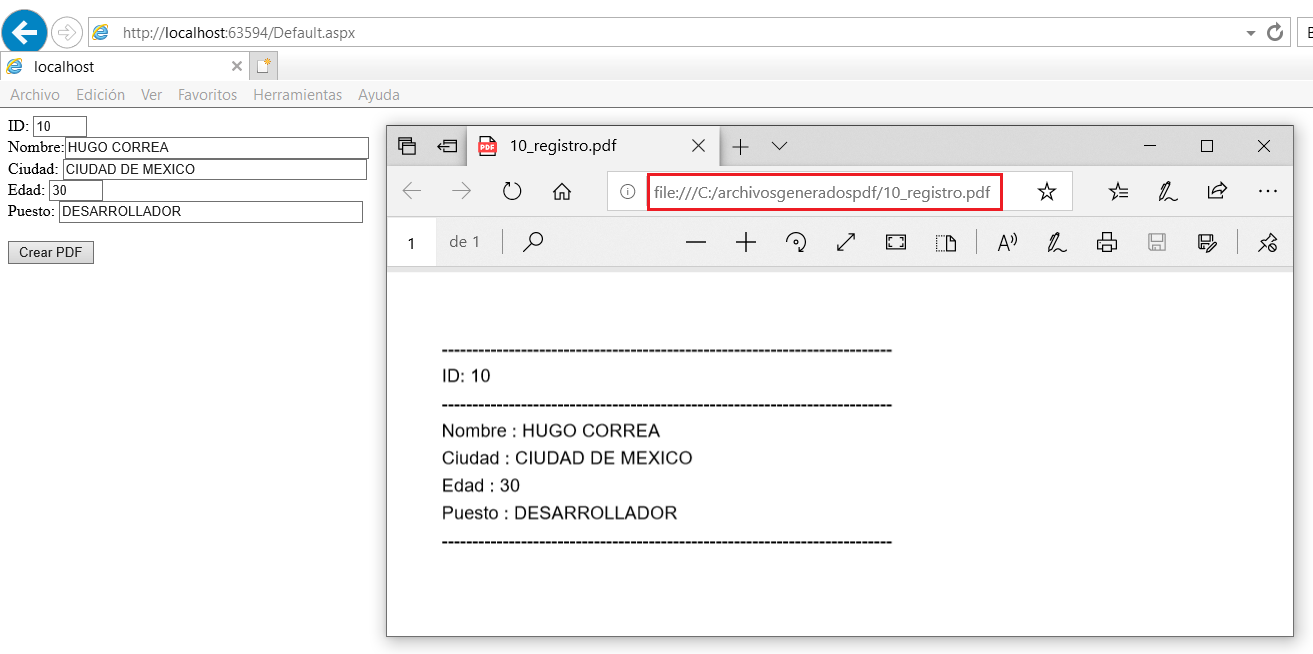 http://localhost:63594/Default.aspx
localhost
Archivo Edición Ver Favoritos Herramientas Ayuda
ID: 10
Nombre: HUGO CORREA
Ciudad: CIUDAD DE MEXICO
Edad: 30
Puesto: DESARROLLADOR
Crear PDF
PDF 10_registro.pdf
file:///C:/archivosgeneradospdf/10_registro.pdf
1 de 1
---------------------------------------------------------------------------
ID: 10
---------------------------------------------------------------------------
Nombre : HUGO CORREA
Ciudad : CIUDAD DE MEXICO
Edad : 30
Puesto : DESARROLLADOR
---------------------------------------------------------------------------